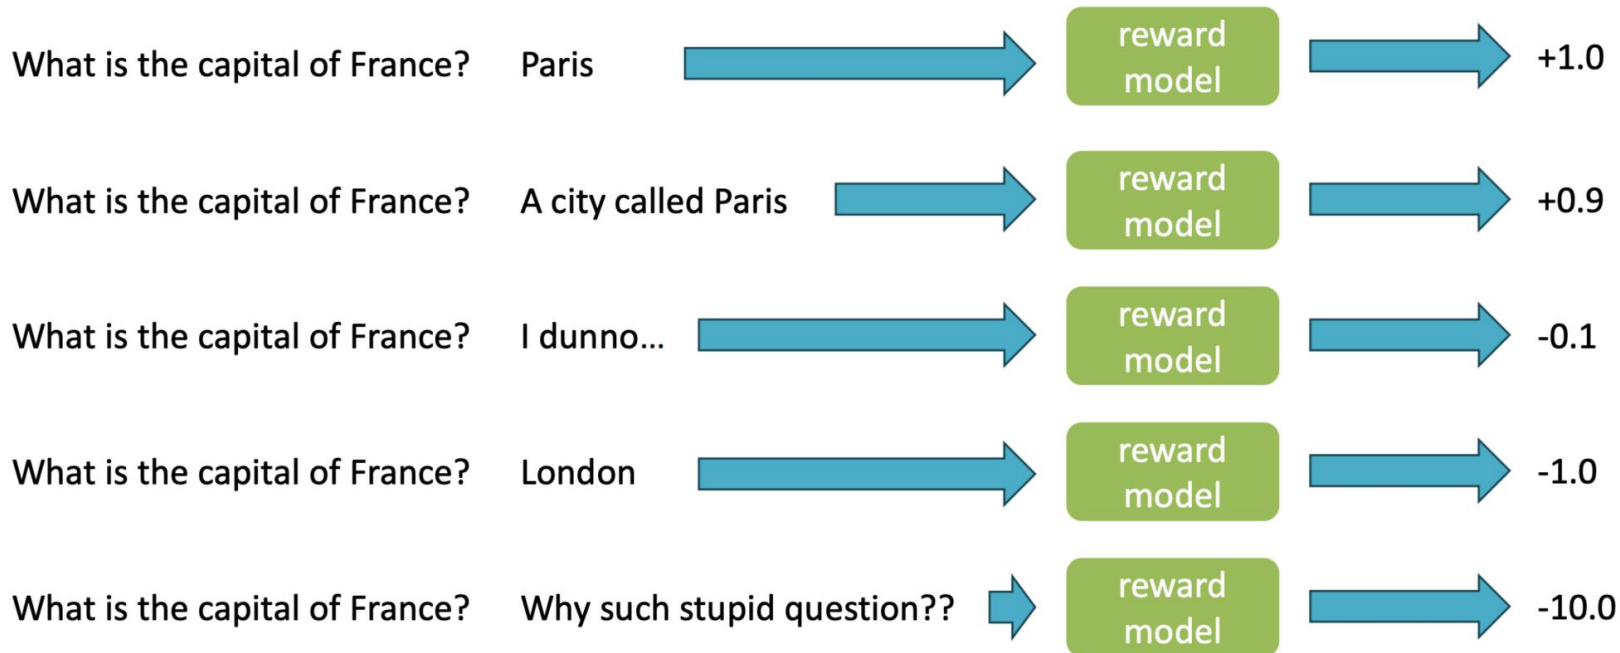 What is the capital of France? Paris reward model +1.0
What is the capital of France? A city called Paris reward model +0.9
What is the capital of France? I dunno... reward model -0.1
What is the capital of France? London reward model -1.0
What is the capital of France? Why such stupid question?? reward model -10.0